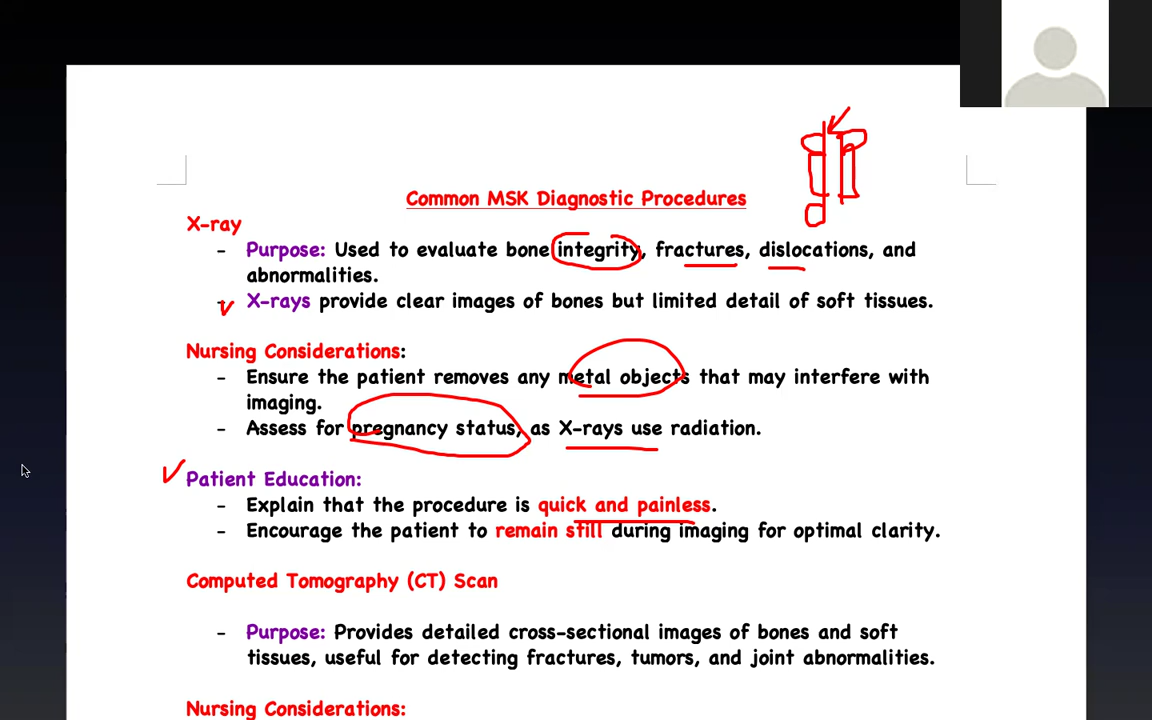 Common MSK Diagnostic Procedures
X-ray
- Purpose: Used to evaluate bone integrity, fractures, dislocations, and
abnormalities.
- X-rays provide clear images of bones but limited detail of soft tissues.
Nursing Considerations:
- Ensure the patient removes any metal objects that may interfere with
imaging.
- Assess for pregnancy status, as X-rays use radiation.
Patient Education:
- Explain that the procedure is quick and painless.
- Encourage the patient to remain still during imaging for optimal clarity.
Computed Tomography (CT) Scan
- Purpose: Provides detailed cross-sectional images of bones and soft
tissues, useful for detecting fractures, tumors, and joint abnormalities.
Nursing Considerations: